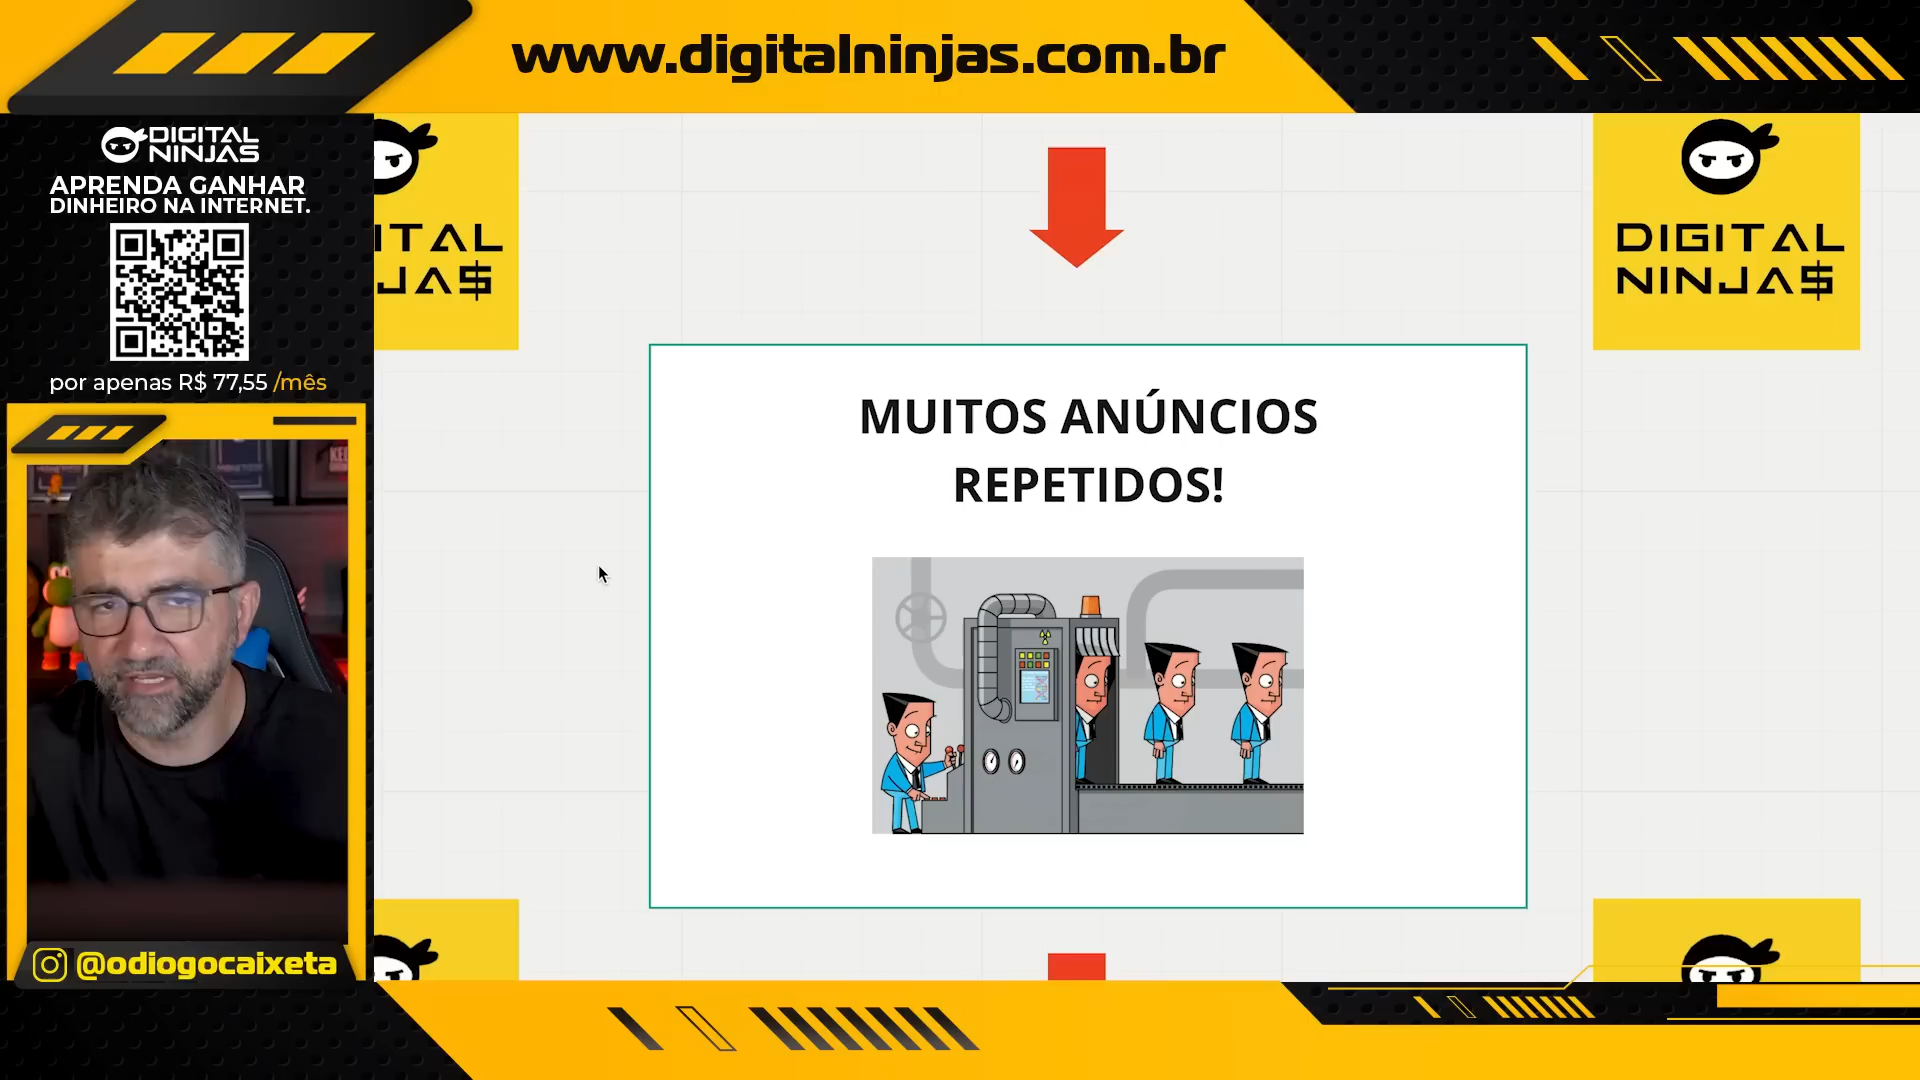 www.digitalninjas.com.br
DIGITAL
NINJAS
APRENDA GANHAR
DINHEIRO NA INTERNET.
por apenas R$ 77,55 /mês
ITAL
JA$
DIGITAL
NINJA$
MUITOS ANÚNCIOS
REPETIDOS!
@odiogocaixeta